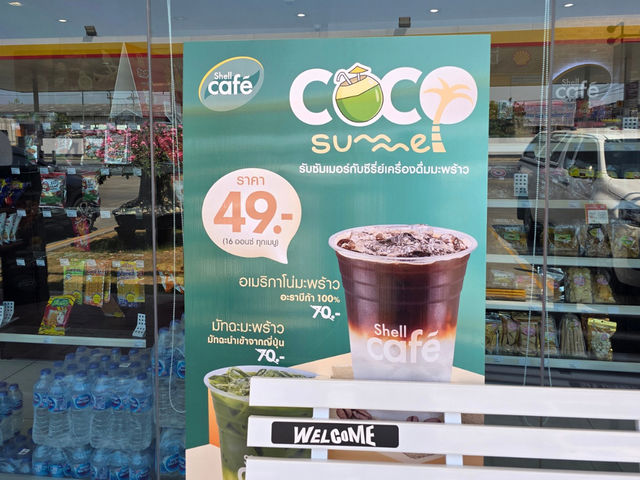 Shell
café
COCO
summer
รับซัมเมอร์กับซีรี่ย์เครื่องดื่มมะพร้าว
ราคา
49.-
(16 ออนซ์ ทุกเมนู)
อเมริกาโน่มะพร้าว
อะราบิก้า 100%
70.-
มัทฉะมะพร้าว
มัทฉะนำเข้าจากญี่ปุ่น
70.-
Shell
café
Shell
café
WELCOME